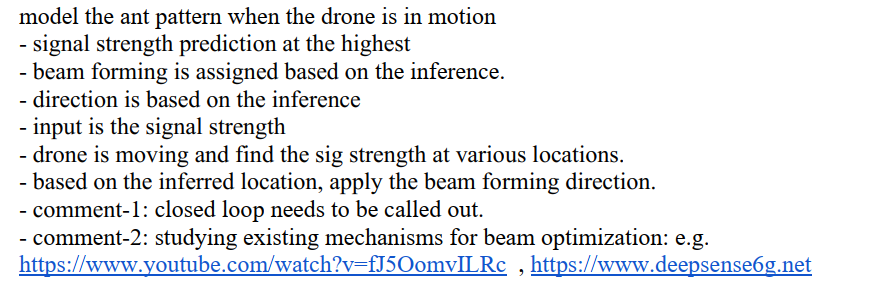 model the ant pattern when the drone is in motion
- signal strength prediction at the highest
- beam forming is assigned based on the inference.
- direction is based on the inference
- input is the signal strength
- drone is moving and find the sig strength at various locations.
- based on the inferred location, apply the beam forming direction.
- comment-1: closed loop needs to be called out.
- comment-2: studying existing mechanisms for beam optimization: e.g.
https://www.youtube.com/watch?v=fJ5OomvILRc , https://www.deepsense6g.net